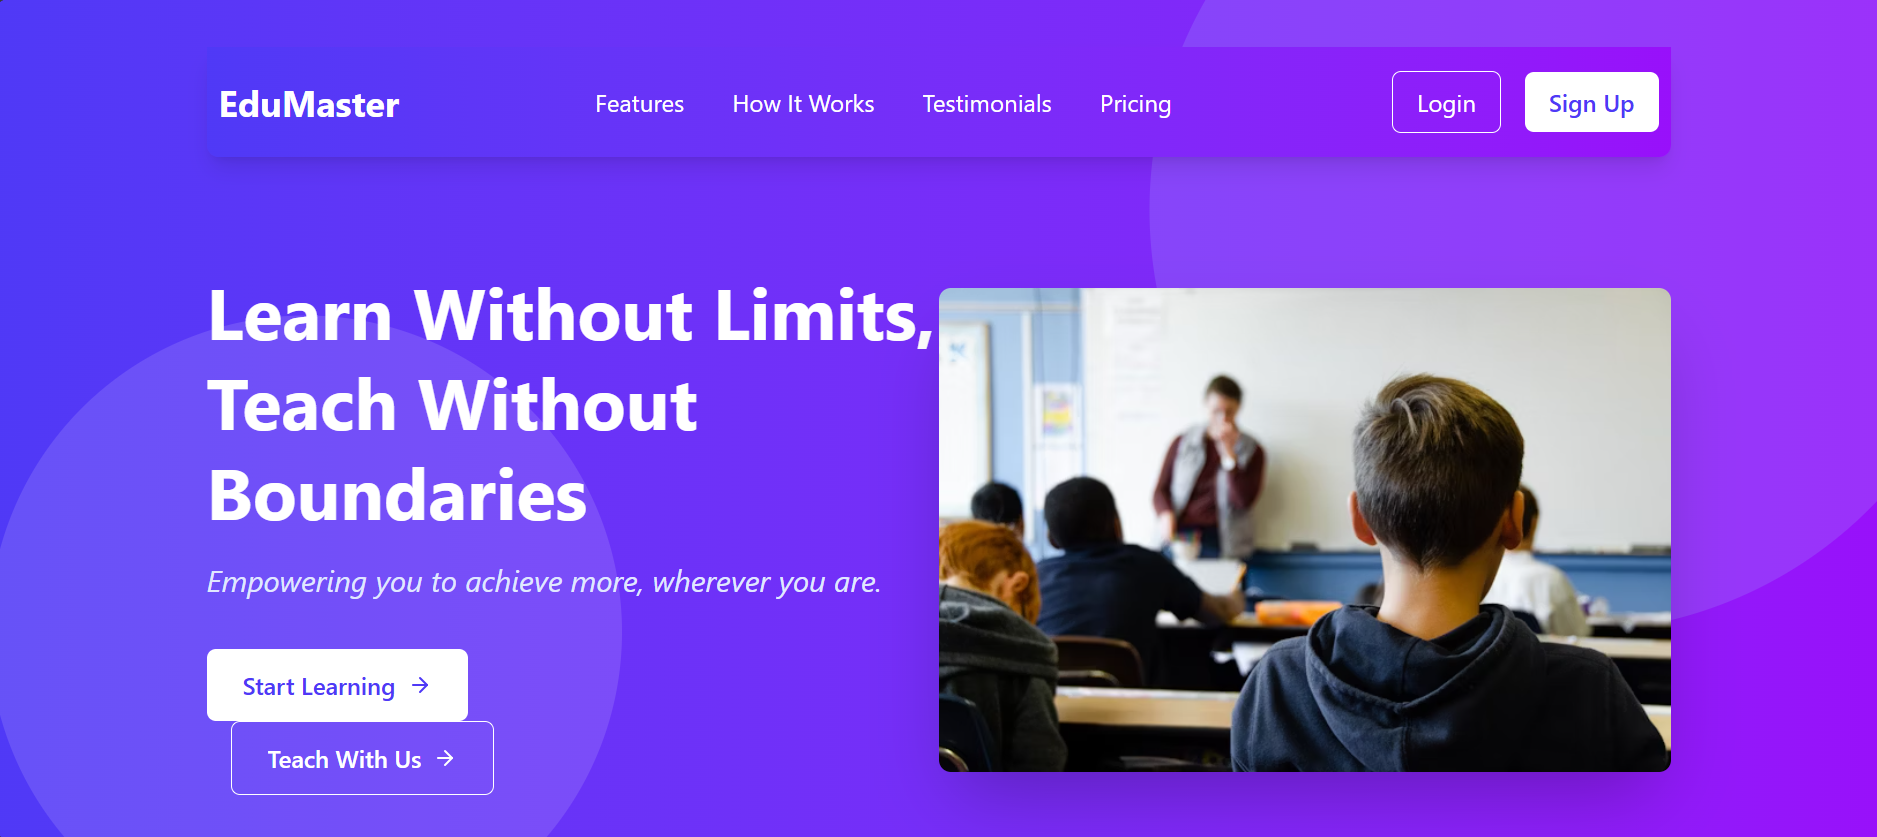 EduMaster
Features
How It Works
Testimonials
Pricing
Login
Sign Up
Learn Without Limits,
Teach Without
Boundaries
Empowering you to achieve more, wherever you are.
Start Learning
Teach With Us